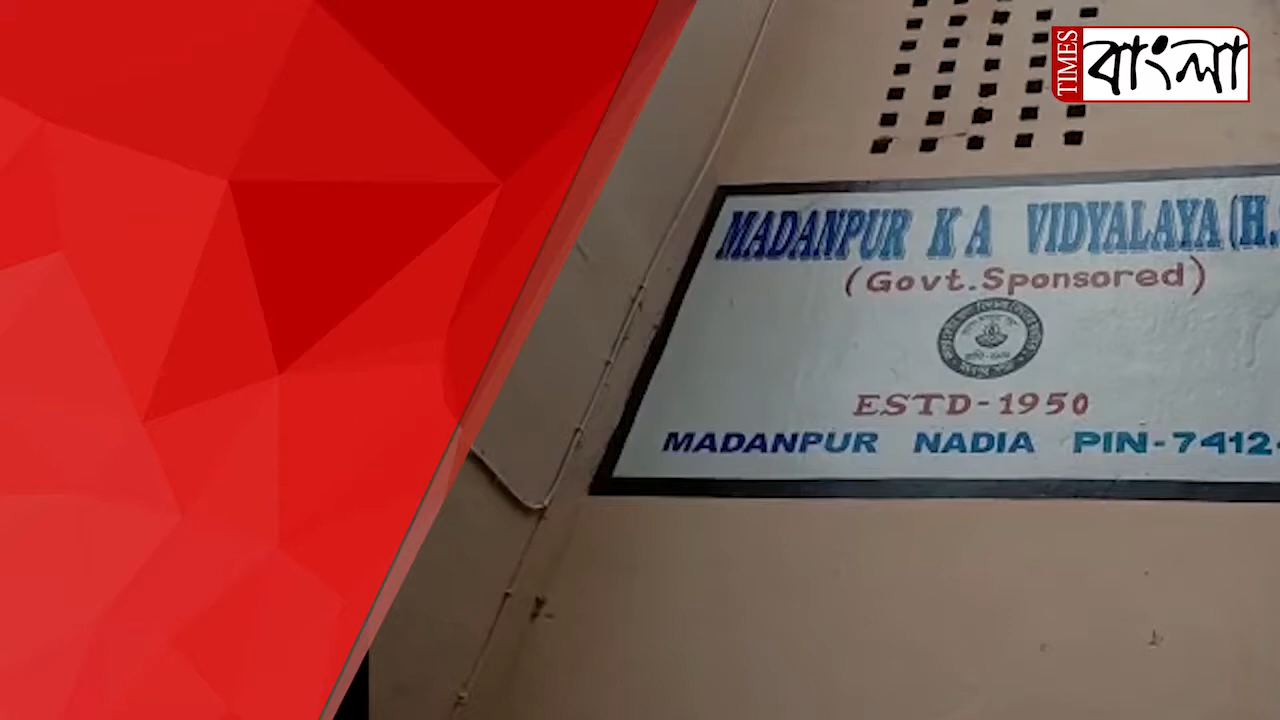 TIMES বাংলা
MADANPUR K A VIDYALAYA (H.
(Govt. Sponsored)
ESTD-1950
MADANPUR NADIA PIN-7412